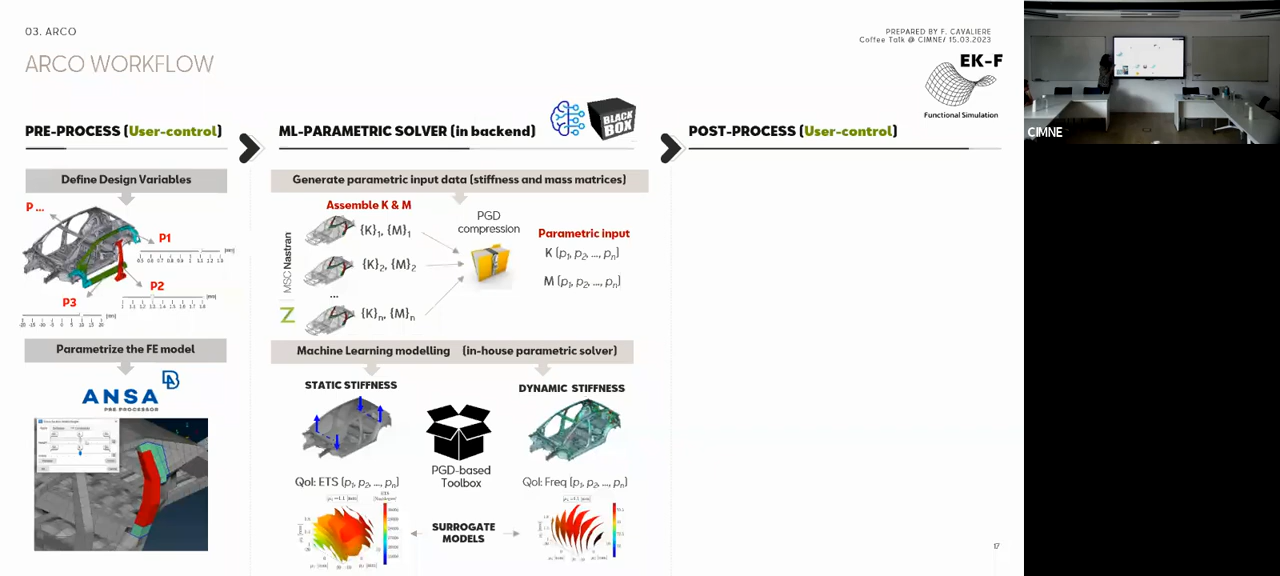 03. ARCO
PREPARED BY F. CAVALIERE
Coffee Talk @ CIMNE/ 15.03.2023
ARCO WORKFLOW
EK-F
Functional Simulation
PRE-PROCESS (User-control)
ML-PARAMETRIC SOLVER (in backend)
BLACK BOX
POST-PROCESS (User-control)
CIMNE
Define Design Variables
P ...
P1
P2
P3
Parametrize the FE model
ANSA
PRE PROCESSOR
Generate parametric input data (stiffness and mass matrices)
Assemble K & M
MSC Nastran
{K}1, {M}1
{K}2, {M}2
...
{K}n, {M}n
PGD
compression
Parametric input
K (p1, p2, ..., pn)
M (p1, p2, ..., pn)
Machine Learning modelling (in-house parametric solver)
STATIC STIFFNESS
DYNAMIC STIFFNESS
PGD-based
Toolbox
QoI: ETS (p1, p2, ..., pn)
QoI: Freq (p1, p2, ..., pn)
SURROGATE
MODELS
17